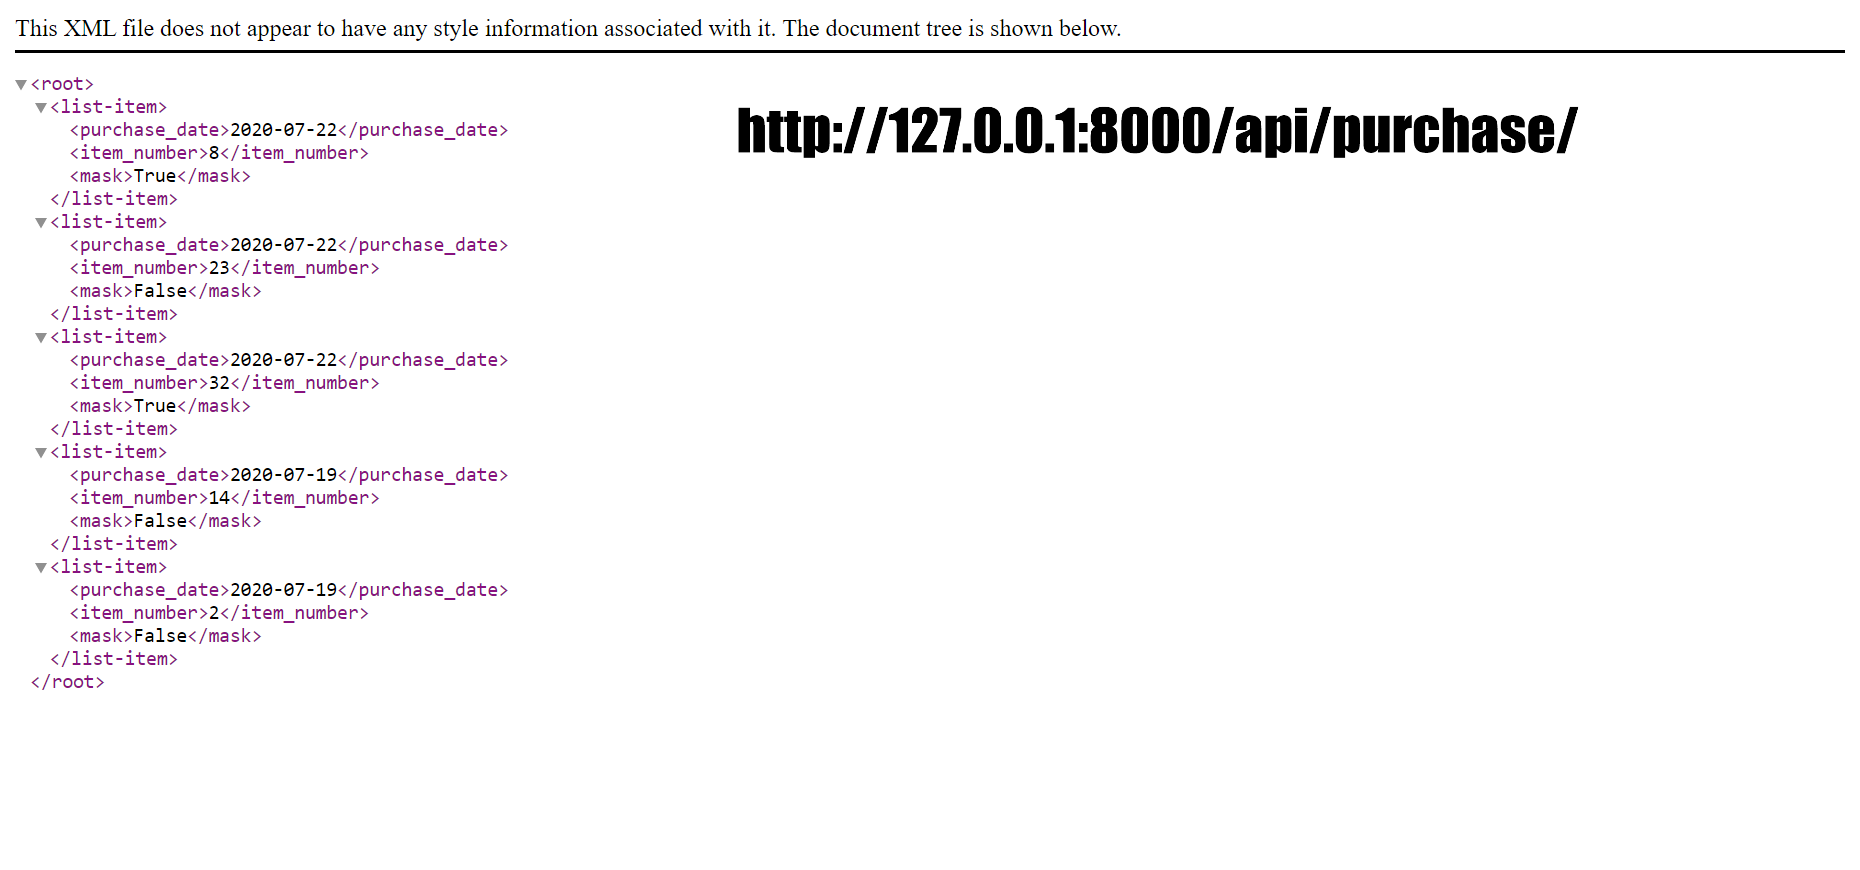 This XML file does not appear to have any style information associated with it. The document tree is shown below.
<root>
<list-item>
<purchase_date>2020-07-22</purchase_date>
http://127.0.0.1:8000/api/purchase/
<item_number>8</item_number>
<mask>True</mask>
</list-item>
<list-item>
<purchase_date>2020-07-22</purchase_date>
<item_number>23</item_number>
<mask>False</mask>
</list-item>
<list-item>
<purchase_date>2020-07-22</purchase_date>
<item_number>32</item_number>
<mask>True</mask>
</list-item>
<list-item>
<purchase_date>2020-07-19</purchase_date>
<item_number>14</item_number>
<mask>False</mask>
</list-item>
<list-item>
<purchase_date>2020-07-19</purchase_date>
<item_number>2</item_number>
<mask>False</mask>
</list-item>
</root>